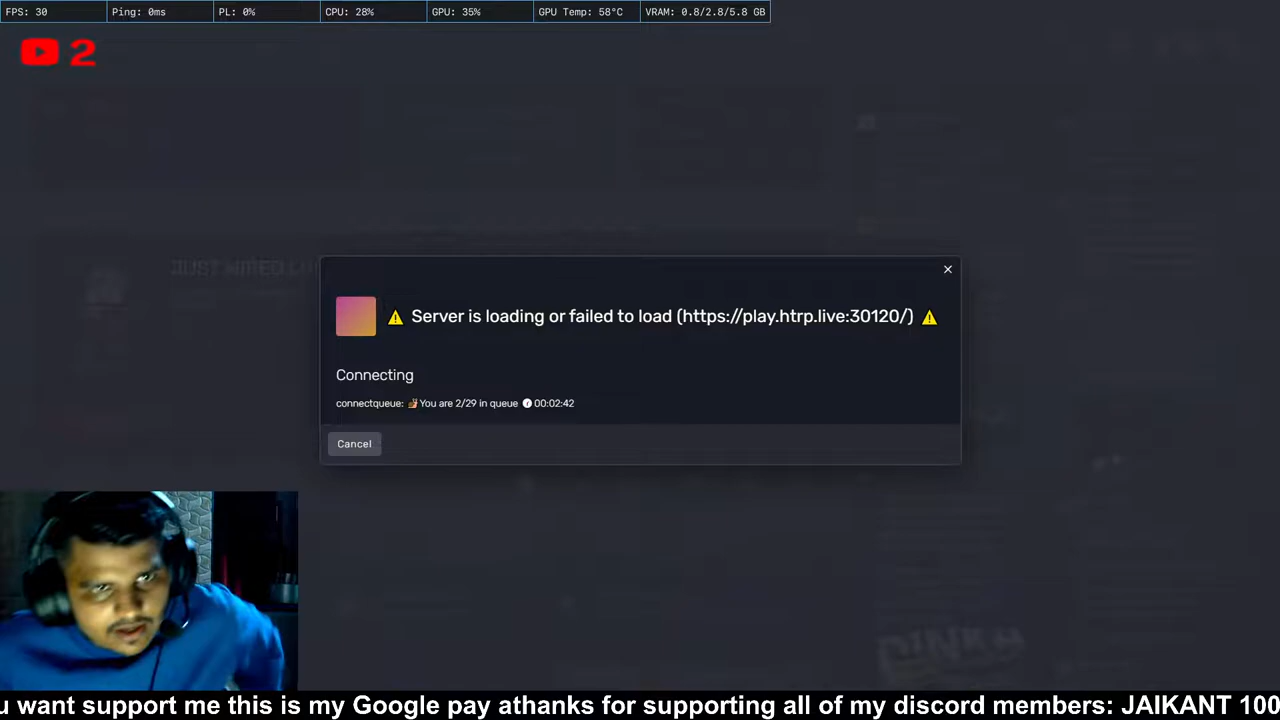 FPS: 30 Ping: 0ms PL: 0% CPU: 28% GPU: 35% GPU Temp: 58°C VRAM: 0.8/2.8/5.8 GB
2
⚠ Server is loading or failed to load (https://play.htrp.live:30120/) ⚠
Connecting
connectqueue: You are 2/29 in queue 00:02:42
Cancel
u want support me this is my Google pay athanks for supporting all of my discord members: JAIKANT 100